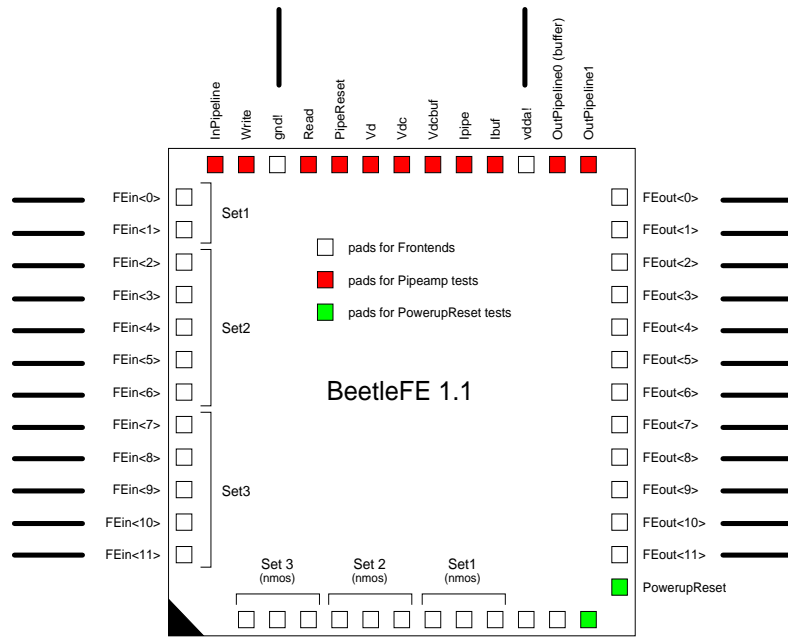 InPipeline
Write
gnd!
Read
PipeReset
Vd
Vdc
Vdcbuf
Ipipe
Ibuf
vdda!
OutPipeline0 (buffer)
OutPipeline1
FEin<0>
FEin<1>
FEin<2>
FEin<3>
FEin<4>
FEin<5>
FEin<6>
FEin<7>
FEin<8>
FEin<9>
FEin<10>
FEin<11>
Set1
Set2
Set3
pads for Frontends
pads for Pipeamp tests
pads for PowerupReset tests
BeetleFE 1.1
FEout<0>
FEout<1>
FEout<2>
FEout<3>
FEout<4>
FEout<5>
FEout<6>
FEout<7>
FEout<8>
FEout<9>
FEout<10>
FEout<11>
PowerupReset
Set 3
(nmos)
Set 2
(nmos)
Set1
(nmos)